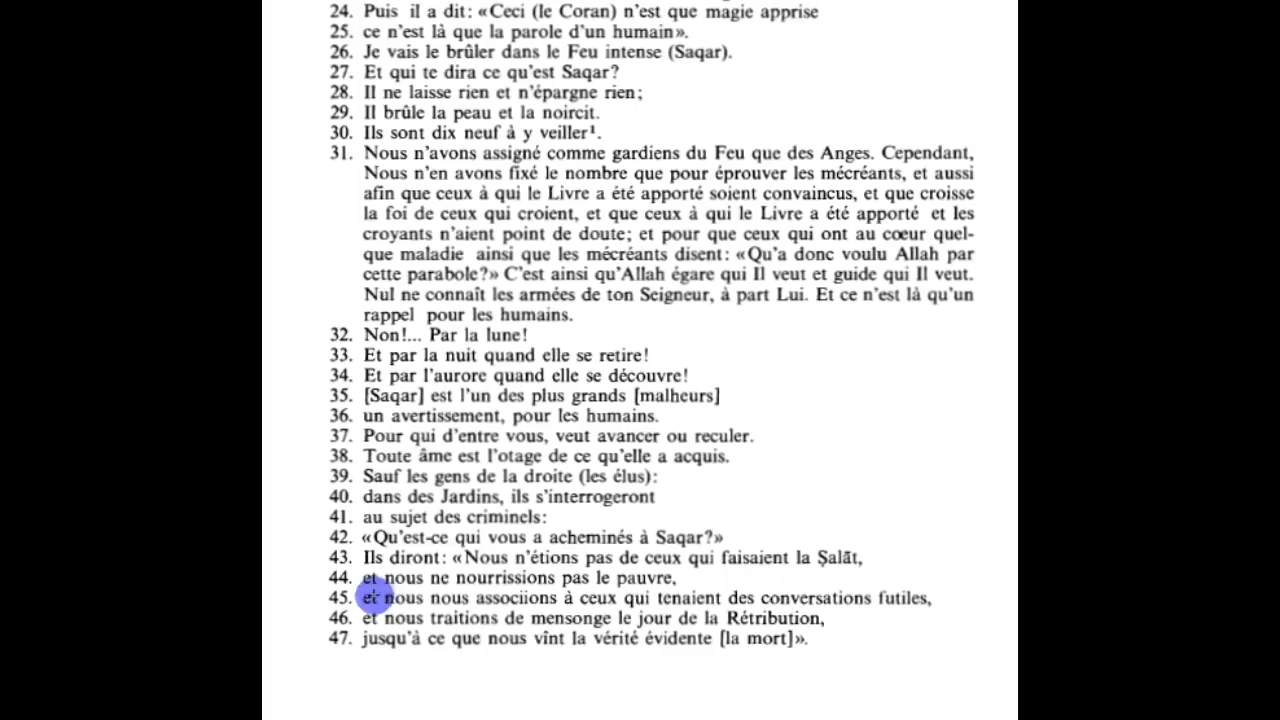 24. Puis il a dit: «Ceci (le Coran) n'est que magie apprise
25. ce n'est là que la parole d'un humain».
26. Je vais le brûler dans le Feu intense (Saqar).
27. Et qui te dira ce qu'est Saqar?
28. Il ne laisse rien et n'épargne rien;
29. Il brûle la peau et la noircit.
30. Ils sont dix neuf à y veiller¹.
31. Nous n'avons assigné comme gardiens du Feu que des Anges. Cependant,
Nous n'en avons fixé le nombre que pour éprouver les mécréants, et aussi
afin que ceux à qui le Livre a été apporté soient convaincus, et que croisse
la foi de ceux qui croient, et que ceux à qui le Livre a été apporté et les
croyants n'aient point de doute; et pour que ceux qui ont au cœur quel-
que maladie ainsi que les mécréants disent: «Qu'a donc voulu Allah par
cette parabole?» C'est ainsi qu'Allah égare qui Il veut et guide qui Il veut.
Nul ne connaît les armées de ton Seigneur, à part Lui. Et ce n'est là qu'un
rappel pour les humains.
32. Non!... Par la lune!
33. Et par la nuit quand elle se retire!
34. Et par l'aurore quand elle se découvre!
35. [Saqar] est l'un des plus grands [malheurs]
36. un avertissement, pour les humains.
37. Pour qui d'entre vous, veut avancer ou reculer.
38. Toute âme est l'otage de ce qu'elle a acquis.
39. Sauf les gens de la droite (les élus):
40. dans des Jardins, ils s'interrogeront
41. au sujet des criminels:
42. «Qu'est-ce qui vous a acheminés à Saqar?»
43. Ils diront: «Nous n'étions pas de ceux qui faisaient la Ṣalāt,
44. et nous ne nourrissions pas le pauvre,
45. et nous nous associions à ceux qui tenaient des conversations futiles,
46. et nous traitions de mensonge le jour de la Rétribution,
47. jusqu'à ce que nous vînt la vérité évidente [la mort]».